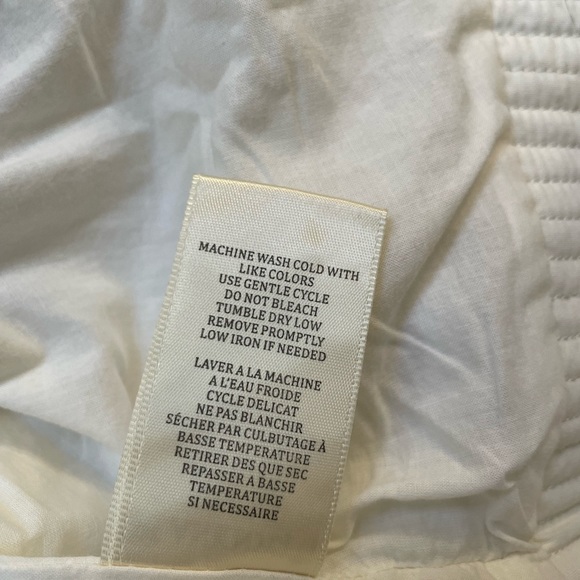 MACHINE WASH COLD WITH
LIKE COLORS
USE GENTLE CYCLE
DO NOT BLEACH
TUMBLE DRY LOW
REMOVE PROMPTLY
LOW IRON IF NEEDED
LAVER A LA MACHINE
A L'EAU FROIDE
CYCLE DELICAT
NE PAS BLANCHIR
SÉCHER PAR CULBUTAGE À
BASSE TEMPERATURE
RETIRER DES QUE SEC
REPASSER A BASSE
TEMPERATURE
SI NECESSAIRE